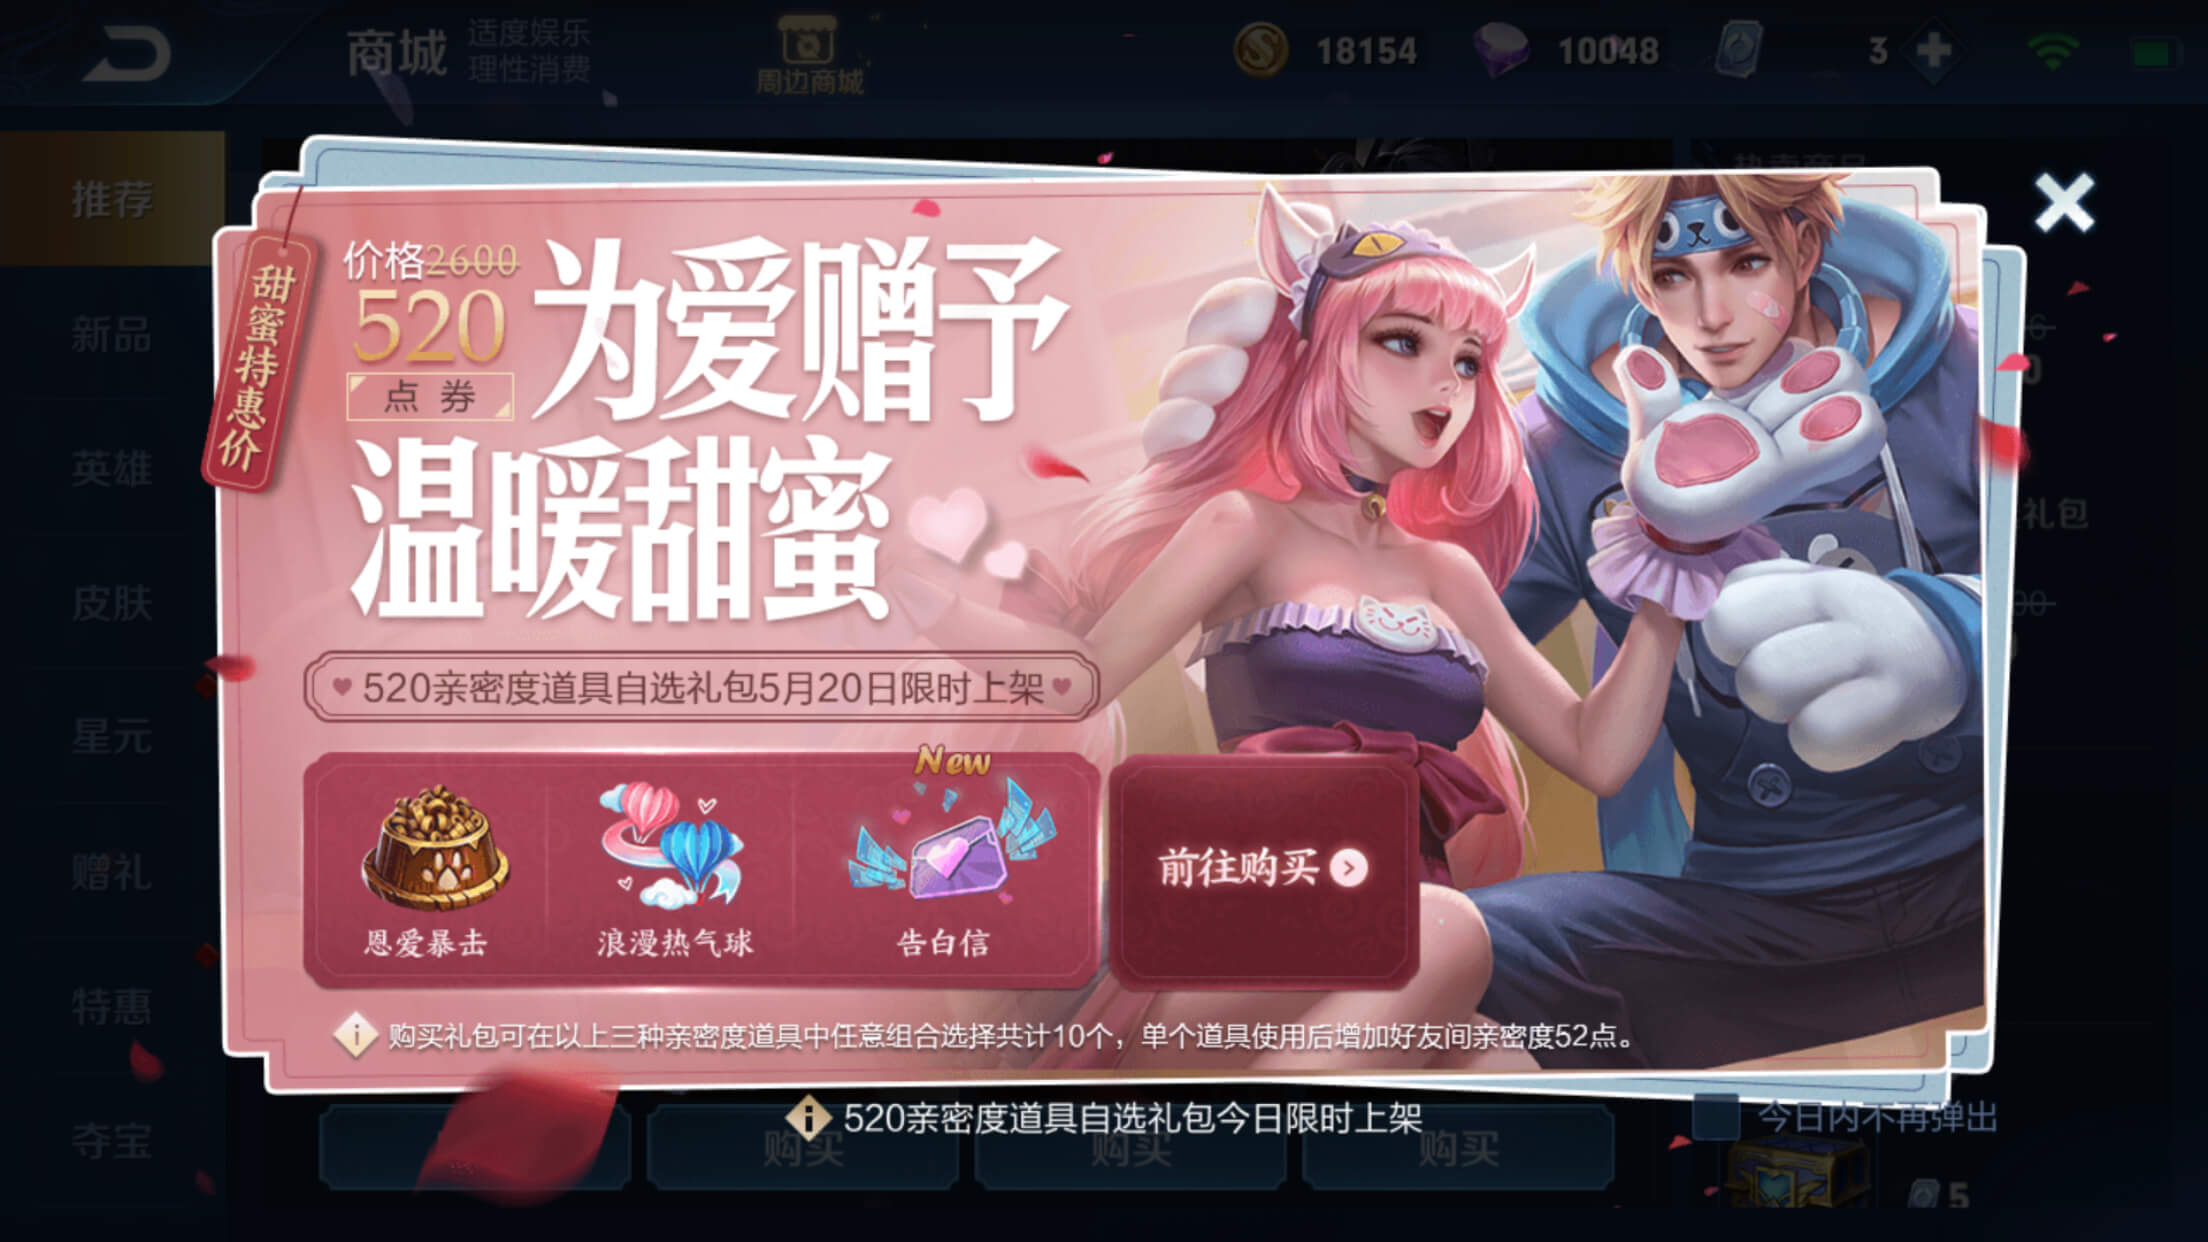 商城
适度娱乐
理性消费
周边商城
18154
10048
3
推荐
新品
英雄
皮肤
星元
赠礼
特惠
夺宝
甜蜜特惠价
价格2600
520
点券
为爱赠予
温暖甜蜜
520亲密度道具自选礼包5月20日限时上架
New
恩爱暴击
浪漫热气球
告白信
前往购买
购买礼包可在以上三种亲密度道具中任意组合选择共计10个，单个道具使用后增加好友间亲密度52点。
520亲密度道具自选礼包今日限时上架
今日内不再弹出
购买
购买
购买
礼包
5